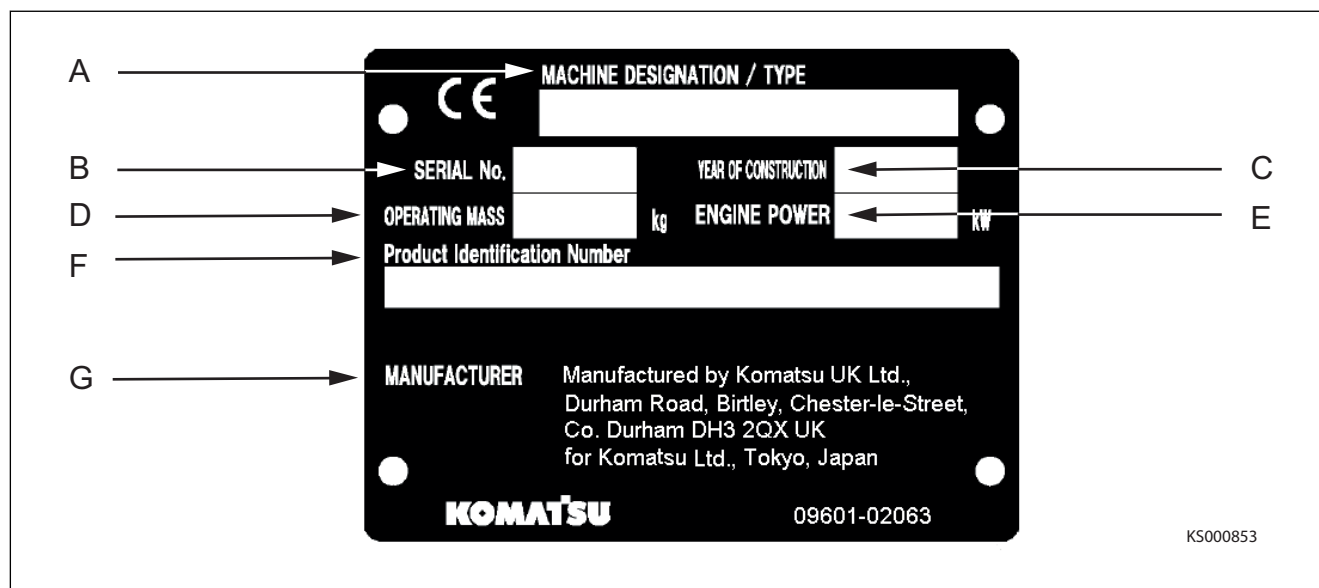 A
CE MACHINE DESIGNATION / TYPE
B SERIAL No. YEAR OF CONSTRUCTION C
D OPERATING MASS kg ENGINE POWER kW E
F Product Identification Number
G MANUFACTURER Manufactured by Komatsu UK Ltd.,
Durham Road, Birtley, Chester-le-Street,
Co. Durham DH3 2QX UK
for Komatsu Ltd., Tokyo, Japan
KOMATSU 09601-02063
KS000853